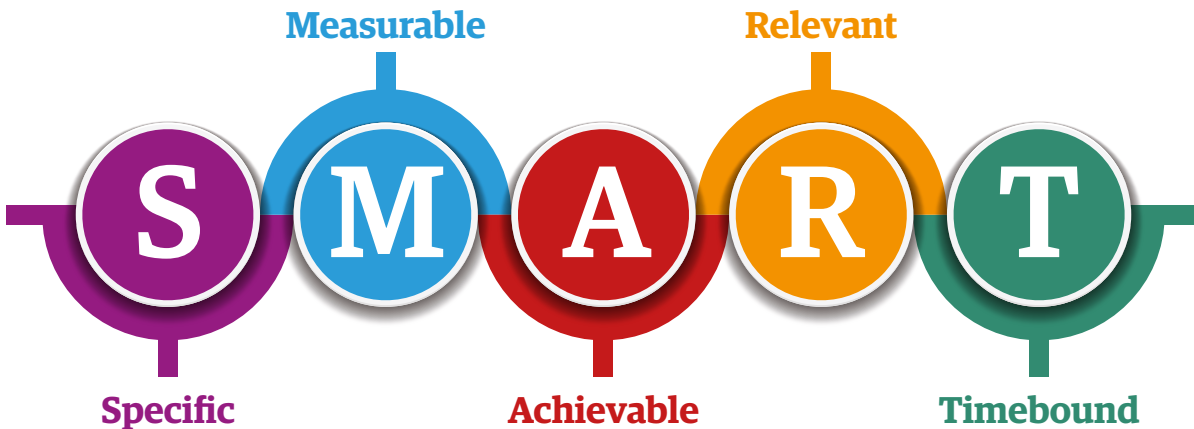 Measurable
Relevant
S M A R T
Specific
Achievable
Timebound